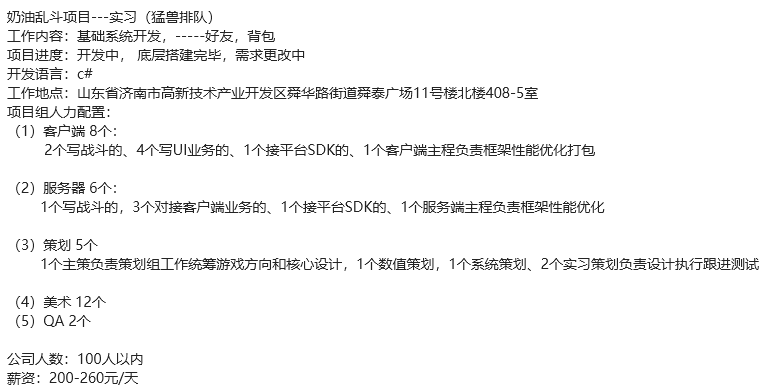 奶油乱斗项目---实习（猛兽排队）
工作内容：基础系统开发，-----好友，背包
项目进度：开发中， 底层搭建完毕，需求更改中
开发语言：c#
工作地点：山东省济南市高新技术产业开发区舜华路街道舜泰广场11号楼北楼408-5室
项目组人力配置：
（1）客户端 8个：
2个写战斗的、4个写UI业务的、1个接平台SDK的、1个客户端主程负责框架性能优化打包
（2）服务器 6个：
1个写战斗的，3个对接客户端业务的、1个接平台SDK的、1个服务端主程负责框架性能优化
（3）策划 5个
1个主策负责策划组工作统筹游戏方向和核心设计，1个数值策划，1个系统策划、2个实习策划负责设计执行跟进测试
（4）美术 12个
（5）QA 2个
公司人数：100人以内
薪资：200-260元/天